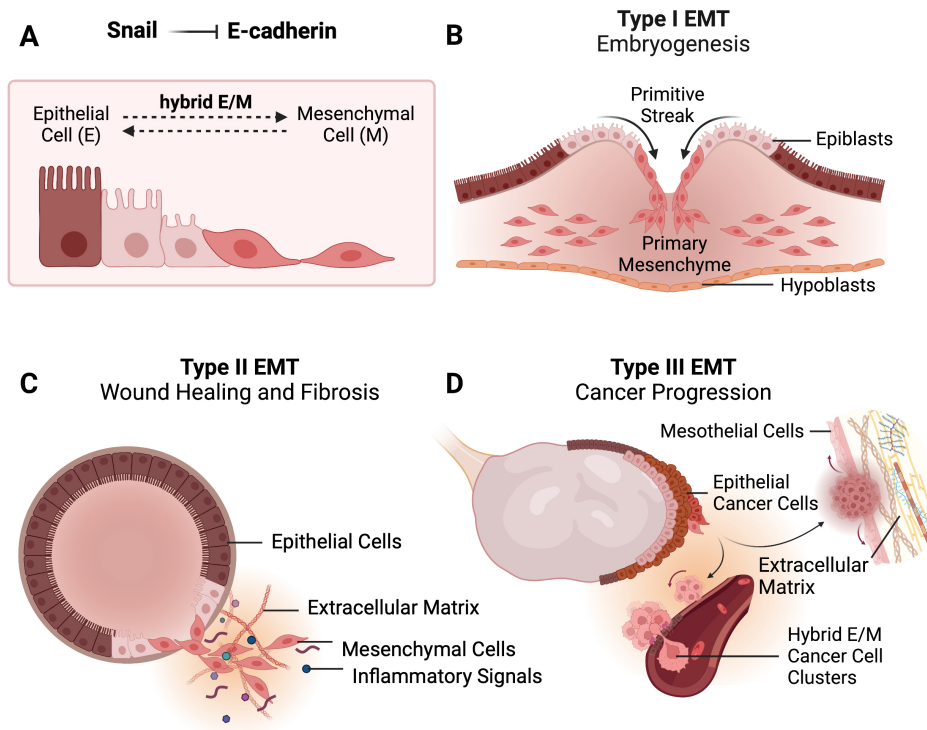 A
Snail E-cadherin
Epithelial
Cell (E)
hybrid E/M
Mesenchymal
Cell (M)
B
Type I EMT
Embryogenesis
Primitive
Streak
Epiblasts
Primary
Mesenchyme
Hypoblasts
C
Type II EMT
Wound Healing and Fibrosis
Epithelial Cells
Extracellular Matrix
Mesenchymal Cells
Inflammatory Signals
D
Type III EMT
Cancer Progression
Mesothelial Cells
Epithelial
Cancer Cells
Extracellular
Matrix
Hybrid E/M
Cancer Cell
Clusters